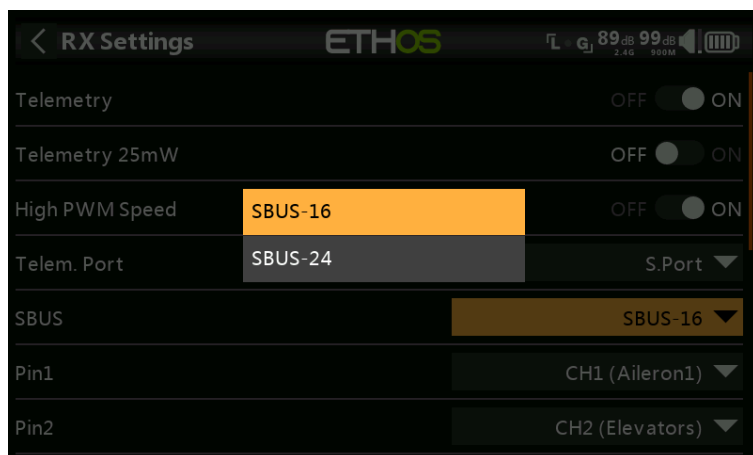 RX Settings ETHOS L G 89dB 2.4G 99dB 900M
Telemetry OFF ON
Telemetry 25mW OFF ON
High PWM Speed OFF ON
SBUS-16
SBUS-24
Telem. Port S.Port
SBUS SBUS-16
Pin1 CH1 (Aileron1)
Pin2 CH2 (Elevators)